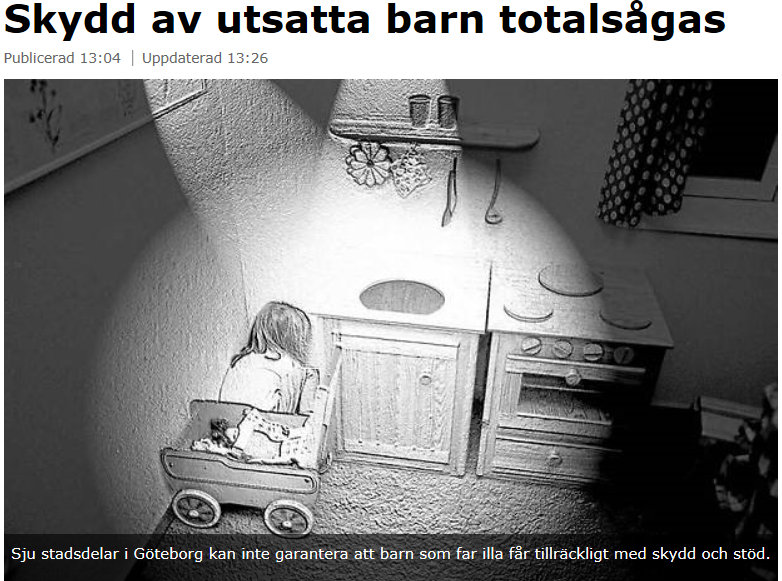 Skydd av utsatta barn totalsågas
Publicerad 13:04 | Uppdaterad 13:26
Sju stadsdelar i Göteborg kan inte garantera att barn som far illa får tillräckligt med skydd och stöd.